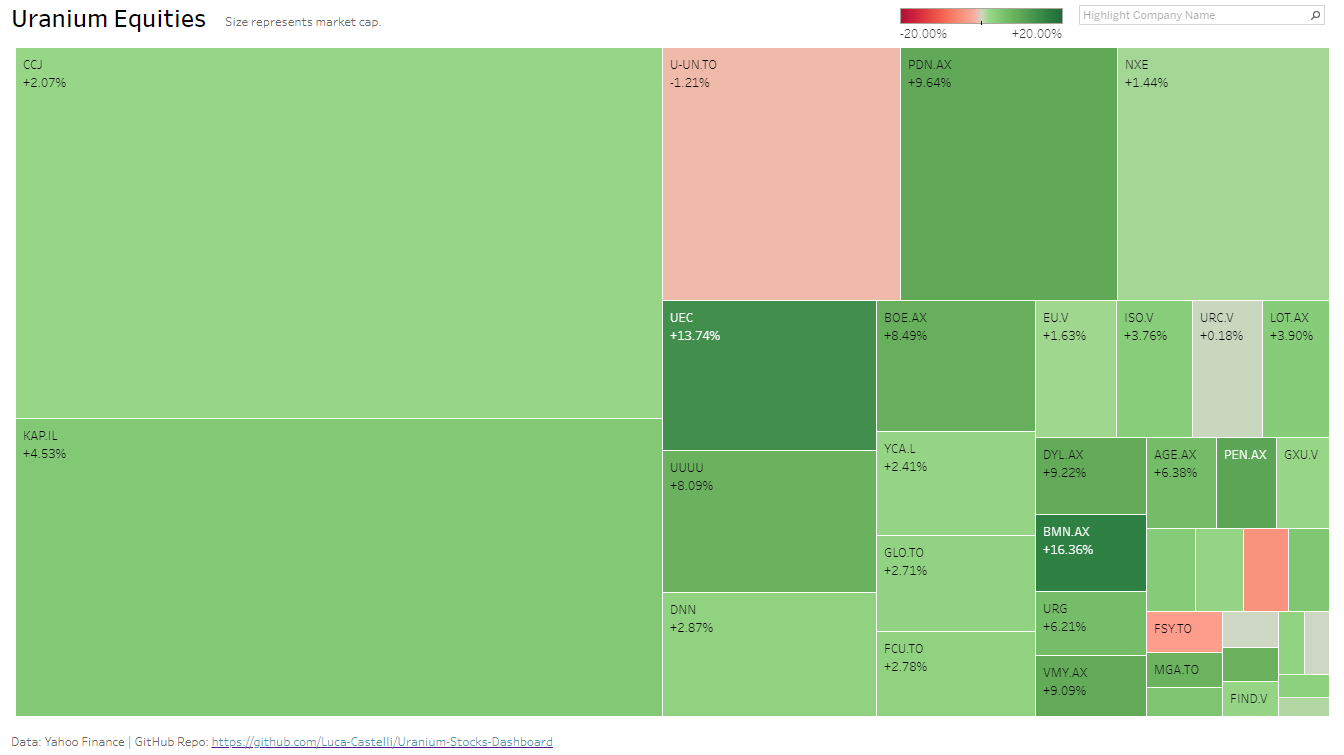 Uranium Equities
Size represents market cap.
-20.00%
+20.00%
Highlight Company Name
CCJ
+2.07%
KAP.IL
+4.53%
U-UN.TO
-1.21%
PDN.AX
+9.64%
NXE
+1.44%
UEC
+13.74%
UUUU
+8.09%
DNN
+2.87%
BOE.AX
+8.49%
YCA.L
+2.41%
GLO.TO
+2.71%
FCU.TO
+2.78%
EU.V
+1.63%
ISO.V
+3.76%
URC.V
+0.18%
LOT.AX
+3.90%
DYL.AX
+9.22%
BMN.AX
+16.36%
URG
+6.21%
VMY.AX
+9.09%
AGE.AX
+6.38%
PEN.AX
GXU.V
FSY.TO
MGA.TO
FIND.V
Data: Yahoo Finance | GitHub Repo: https://github.com/Luca-Castelli/Uranium-Stocks-Dashboard